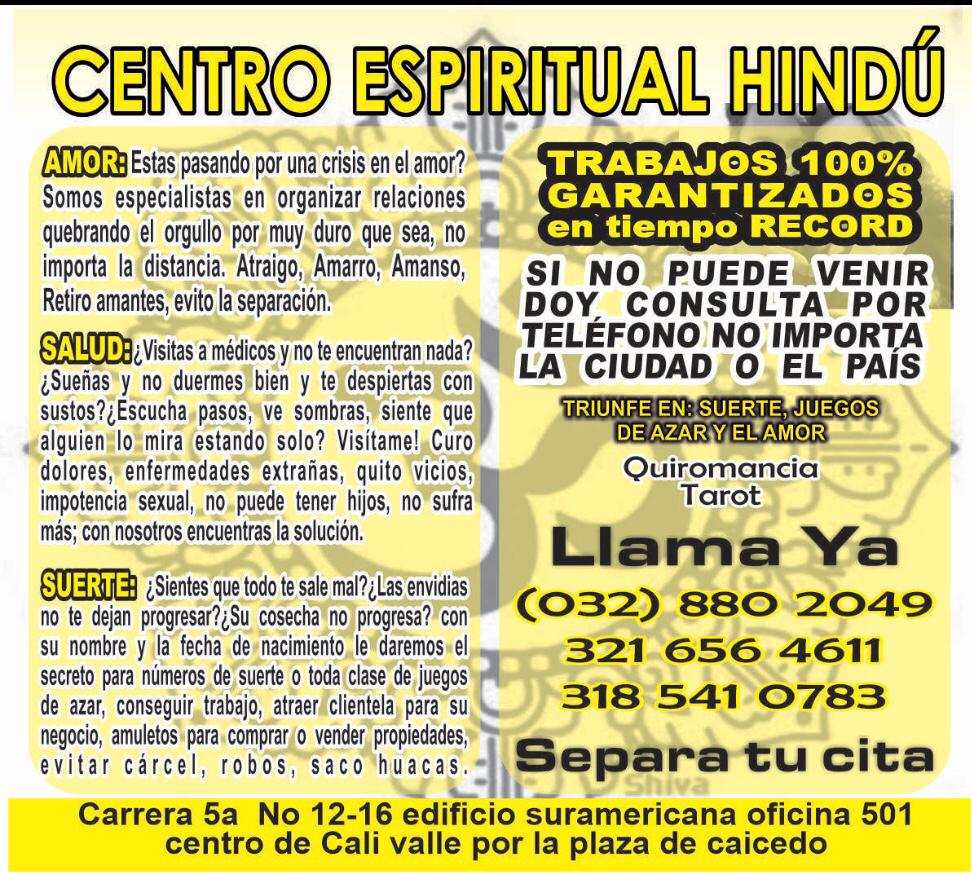 CENTRO ESPIRITUAL HINDÚ
AMOR: Estas pasando por una crisis en el amor?
Somos especialistas en organizar relaciones
quebrando el orgullo por muy duro que sea, no
importa la distancia. Atraigo, Amarro, Amanso,
Retiro amantes, evito la separación.
SALUD: ¿Visitas a médicos y no te encuentran nada?
¿Sueñas y no duermes bien y te despiertas con
sustos?¿Escucha pasos, ve sombras, siente que
alguien lo mira estando solo? Visítame! Curo
dolores, enfermedades extrañas, quito vicios,
impotencia sexual, no puede tener hijos, no sufra
más; con nosotros encuentras la solución.
SUERTE: ¿Sientes que todo te sale mal?¿Las envidias
no te dejan progresar?¿Su cosecha no progresa? con
su nombre y la fecha de nacimiento le daremos el
secreto para números de suerte o toda clase de juegos
de azar, conseguir trabajo, atraer clientela para su
negocio, amuletos para comprar o vender propiedades,
evitar cárcel, robos, saco huacas.
TRABAJOS 100%
GARANTIZADOS
en tiempo RECORD
SI NO PUEDE VENIR
DOY CONSULTA POR
TELÉFONO NO IMPORTA
LA CIUDAD O EL PAÍS
TRIUNFE EN: SUERTE, JUEGOS
DE AZAR Y EL AMOR
Quiromancia
Tarot
Llama Ya
(032) 880 2049
321 656 4611
318 541 0783
Separa tu cita
Shiva
Carrera 5a No 12-16 edificio suramericana oficina 501
centro de Cali valle por la plaza de caicedo